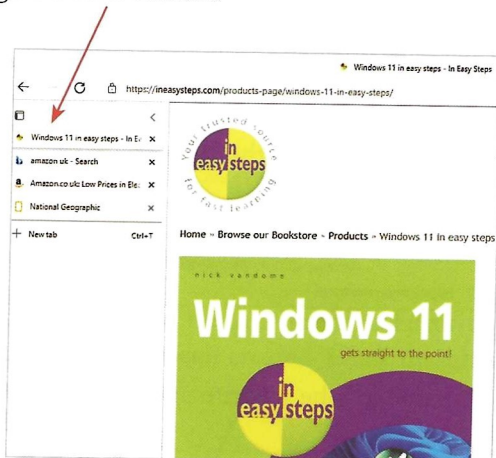 Windows 11 in easy steps - In Easy Steps
https://ineasysteps.com/products-page/windows-11-in-easy-steps/
Windows 11 in easy steps - In Ea
amazon uk - Search
Amazon.co.uk: Low Prices in Ele
National Geographic
New tab Ctrl+T
your trusted source
in
easy steps
for fast learning
Home » Browse our Bookstore » Products » Windows 11 in easy steps
nick vandome
Windows 11
gets straight to the point!
in
easy steps